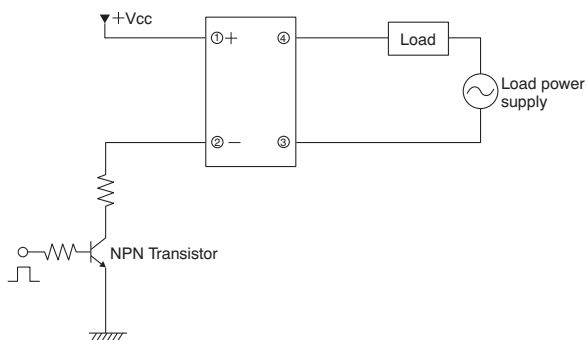 +Vcc
①+
④
Load
Load power
supply
②−
③
NPN Transistor